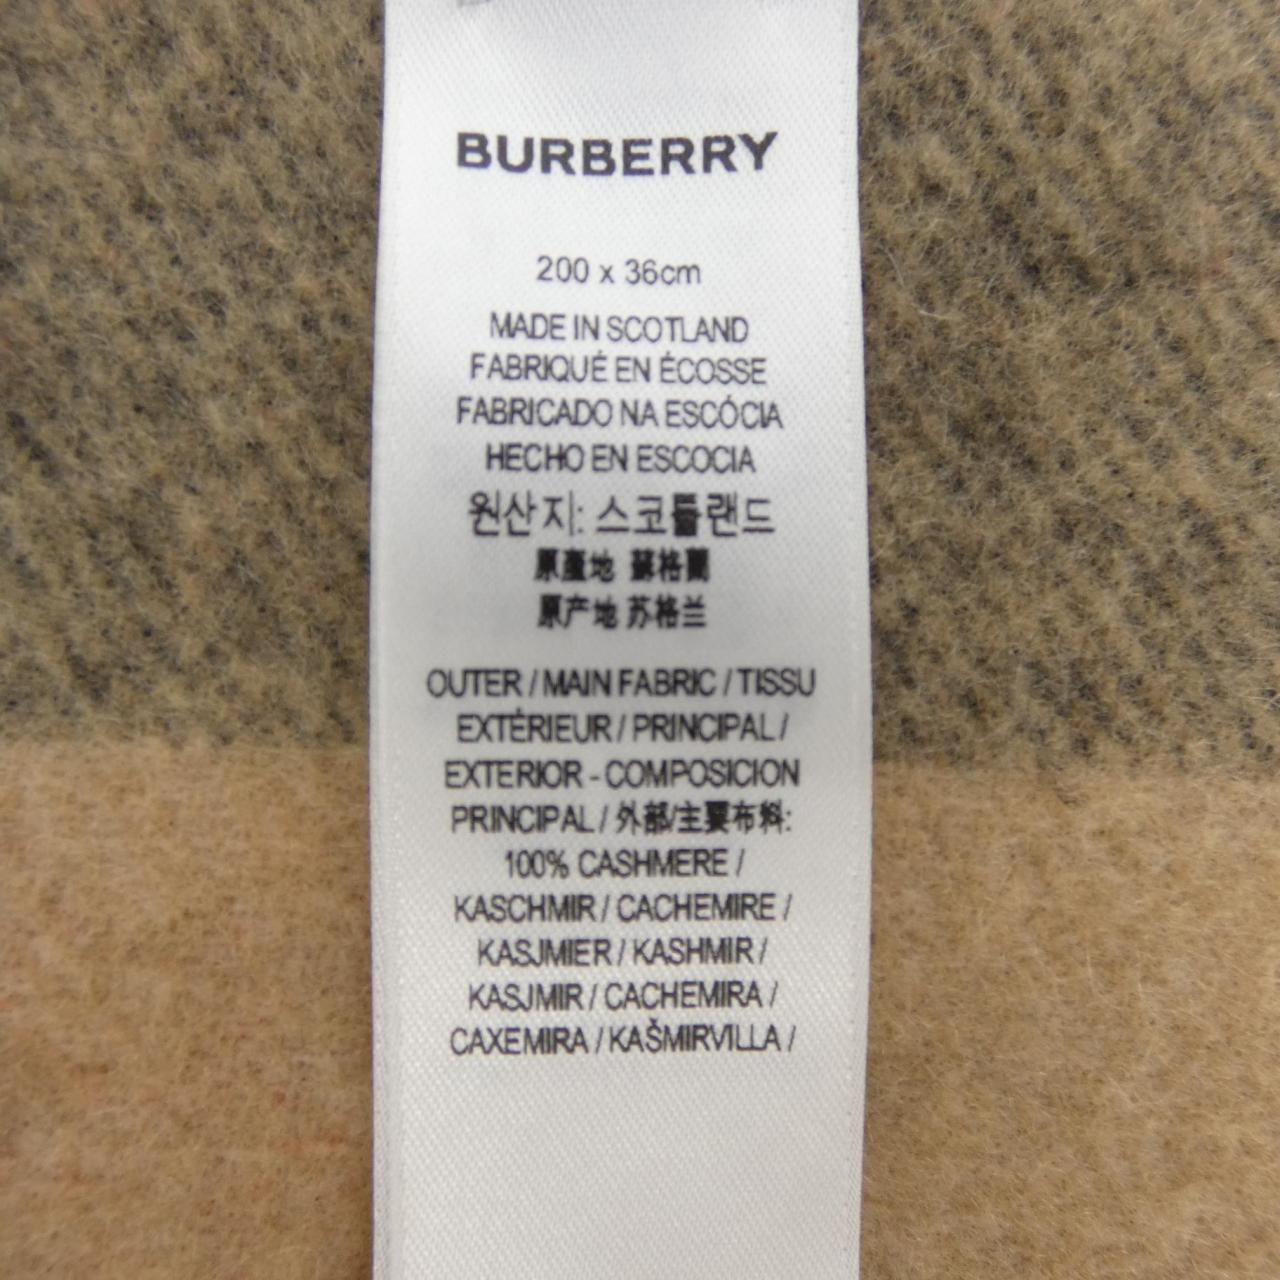 BURBERRY
200 x 36cm
MADE IN SCOTLAND
FABRIQUÉ EN ÉCOSSE
FABRICADO NA ESCÓCIA
HECHO EN ESCOCIA
원산지: 스코틀랜드
原產地 蘇格蘭
原产地 苏格兰
OUTER / MAIN FABRIC / TISSU
EXTÉRIEUR / PRINCIPAL /
EXTERIOR - COMPOSICION
PRINCIPAL / 外部/主要布料:
100% CASHMERE /
KASCHMIR / CACHEMIRE /
KASJMIER / KASHMIR /
KASJMIR / CACHEMIRA /
CAXEMIRA / KAŠMIRVILLA /